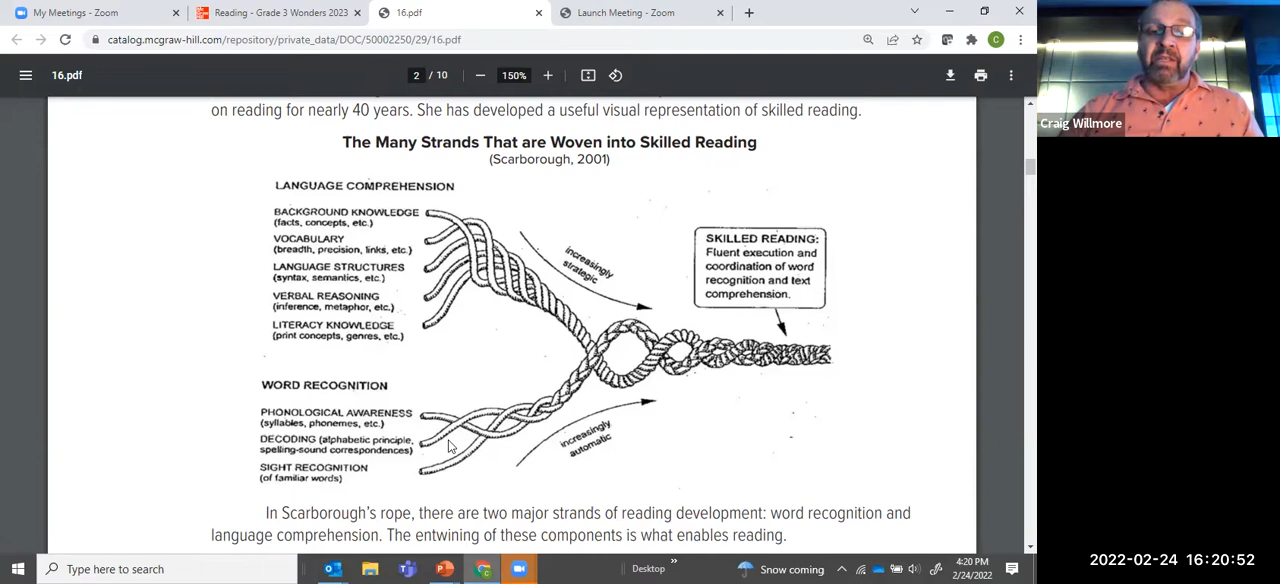 My Meetings - Zoom
Reading - Grade 3 Wonders 2023
16.pdf
Launch Meeting - Zoom
catalog.mcgraw-hill.com/repository/private_data/DOC/50002250/29/16.pdf
C
16.pdf
2 / 10
150%
on reading for nearly 40 years. She has developed a useful visual representation of skilled reading.
The Many Strands That are Woven into Skilled Reading
(Scarborough, 2001)
LANGUAGE COMPREHENSION
BACKGROUND KNOWLEDGE
(facts, concepts, etc.)
VOCABULARY
(breadth, precision, links, etc.)
LANGUAGE STRUCTURES
(syntax, semantics, etc.)
VERBAL REASONING
(inference, metaphor, etc.)
LITERACY KNOWLEDGE
(print concepts, genres, etc.)
increasingly
strategic
SKILLED READING:
Fluent execution and
coordination of word
recognition and text
comprehension.
WORD RECOGNITION
PHONOLOGICAL AWARENESS
(syllables, phonemes, etc.)
DECODING (alphabetic principle,
spelling-sound correspondences)
SIGHT RECOGNITION
(of familiar words)
increasingly
automatic
In Scarborough's rope, there are two major strands of reading development: word recognition and
language comprehension. The entwining of these components is what enables reading.
Craig Willmore
Type here to search
Desktop
Snow coming
4:20 PM
2/24/2022
2022-02-24 16:20:52